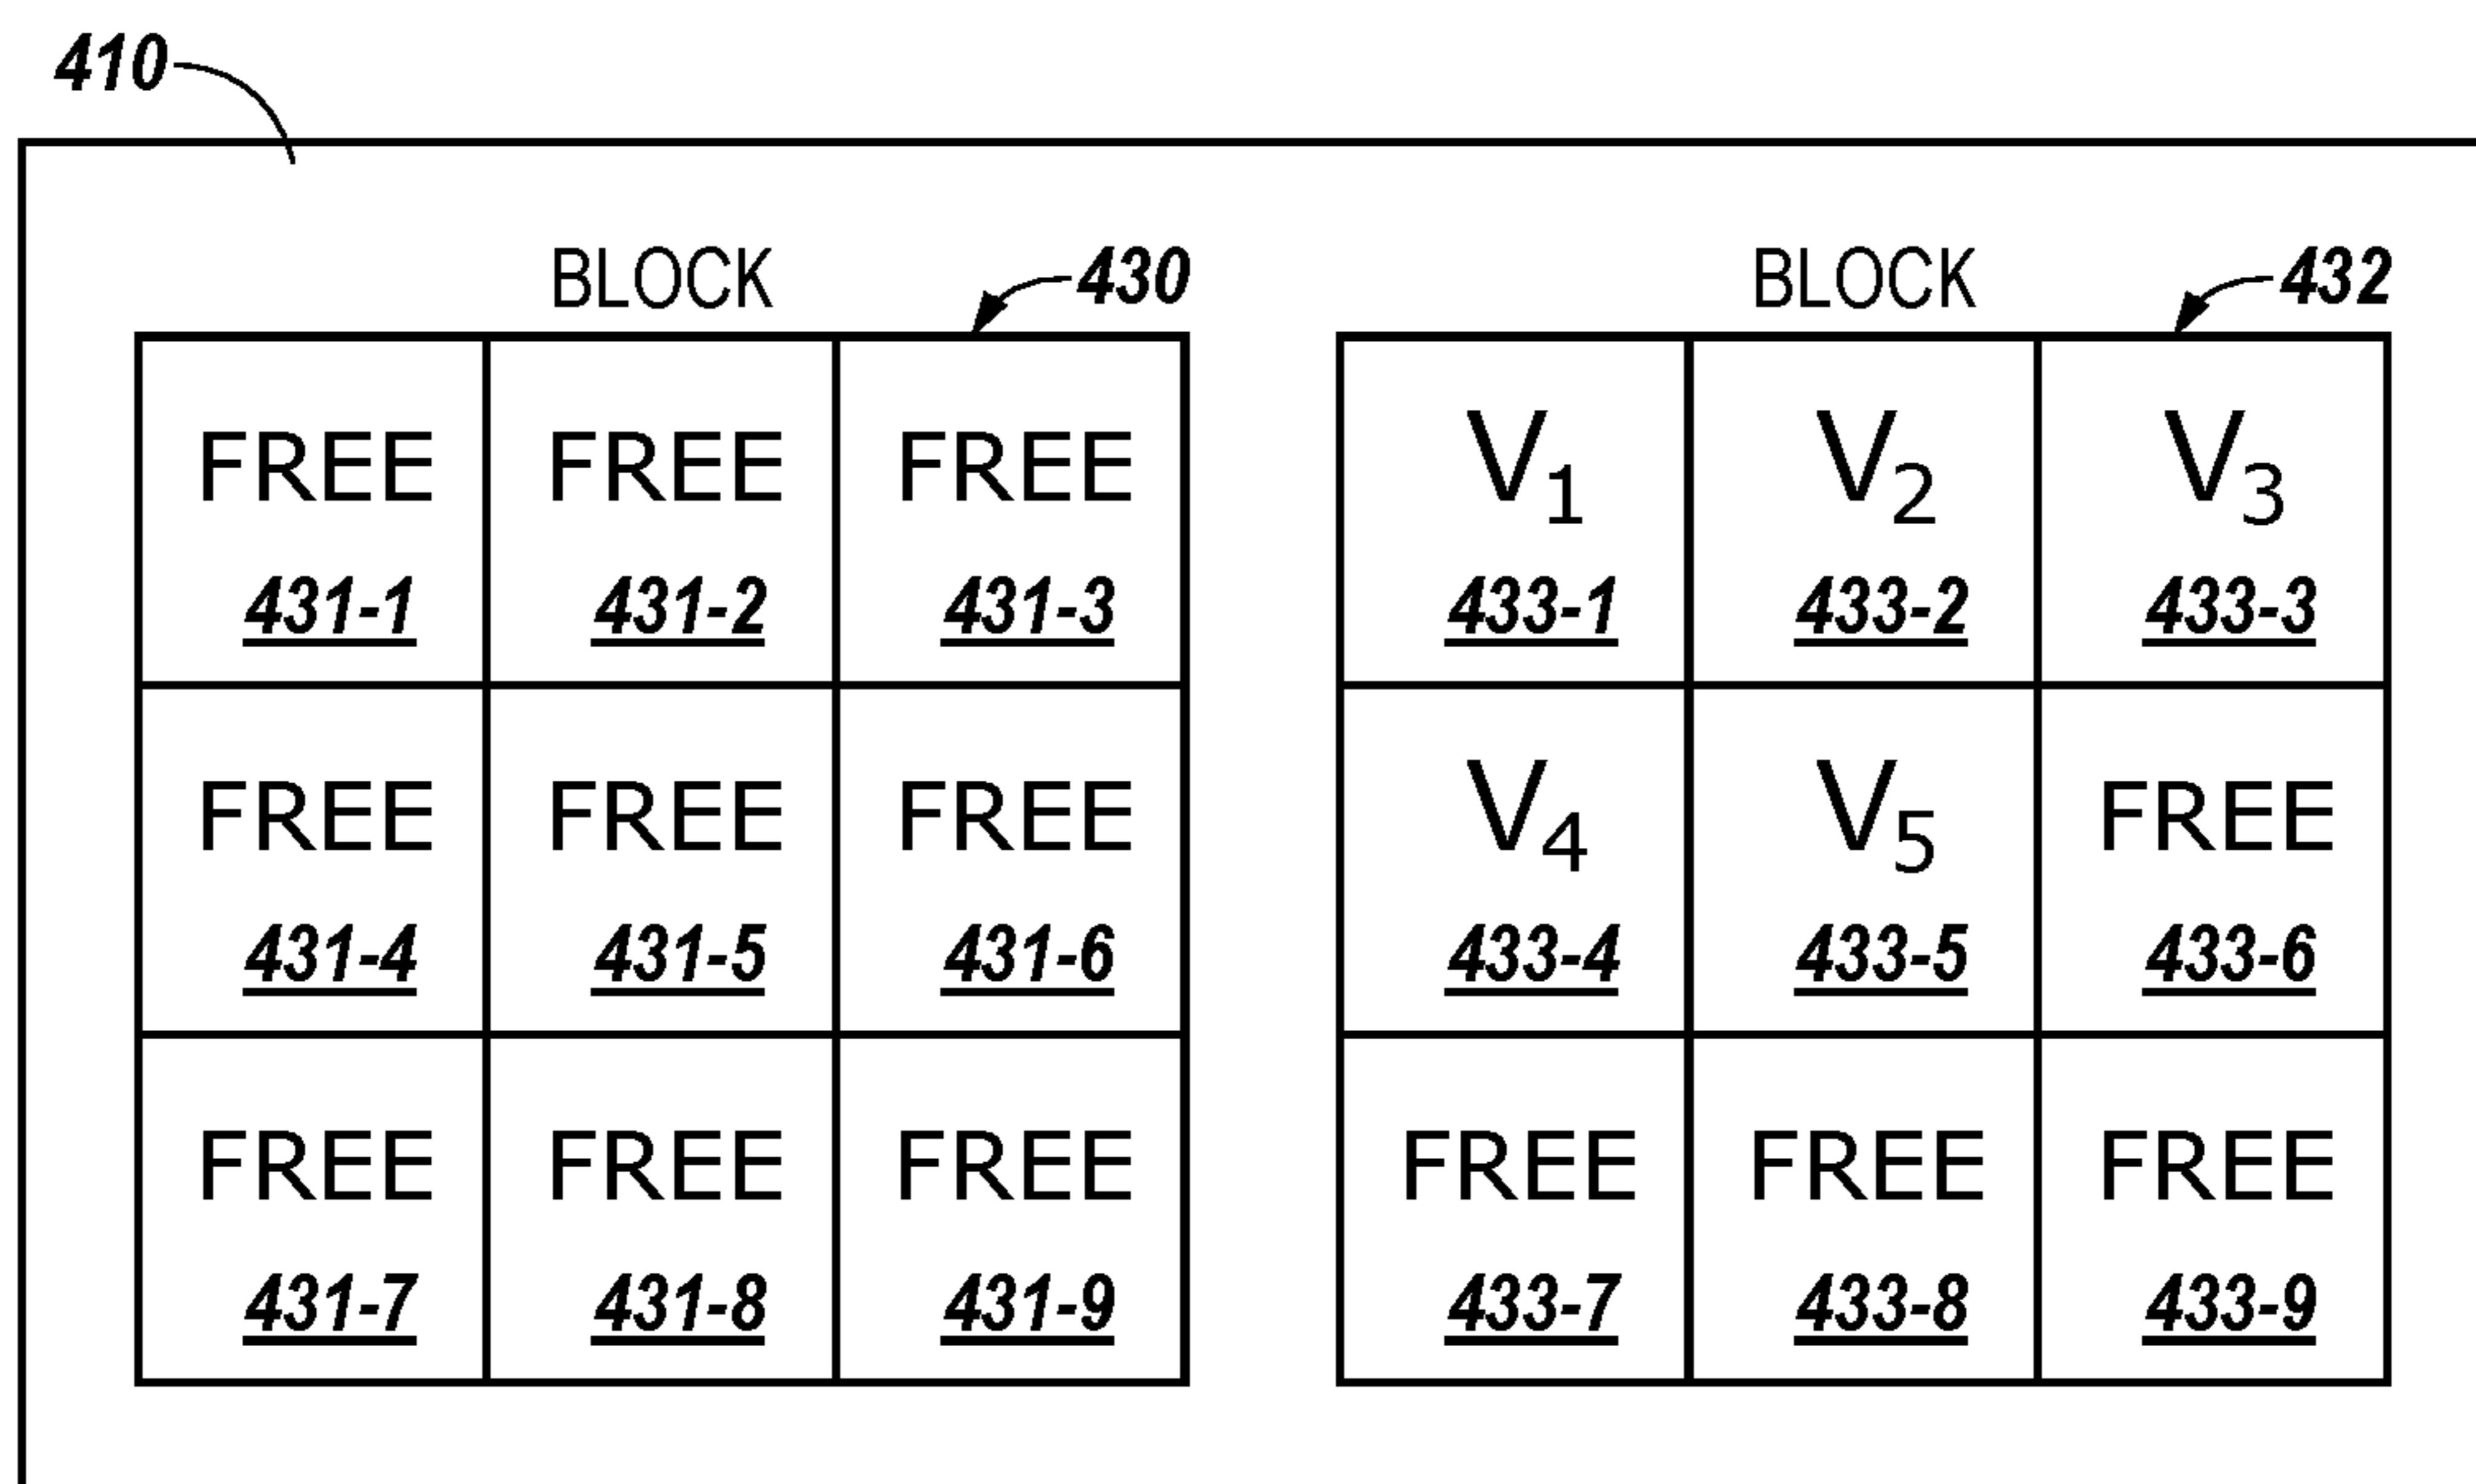 410
BLOCK 430 BLOCK 432
FREE FREE FREE V₁ V₂ V₃
431-1 431-2 431-3 433-1 433-2 433-3
FREE FREE FREE V₄ V₅ FREE
431-4 431-5 431-6 433-4 433-5 433-6
FREE FREE FREE FREE FREE FREE
431-7 431-8 431-9 433-7 433-8 433-9